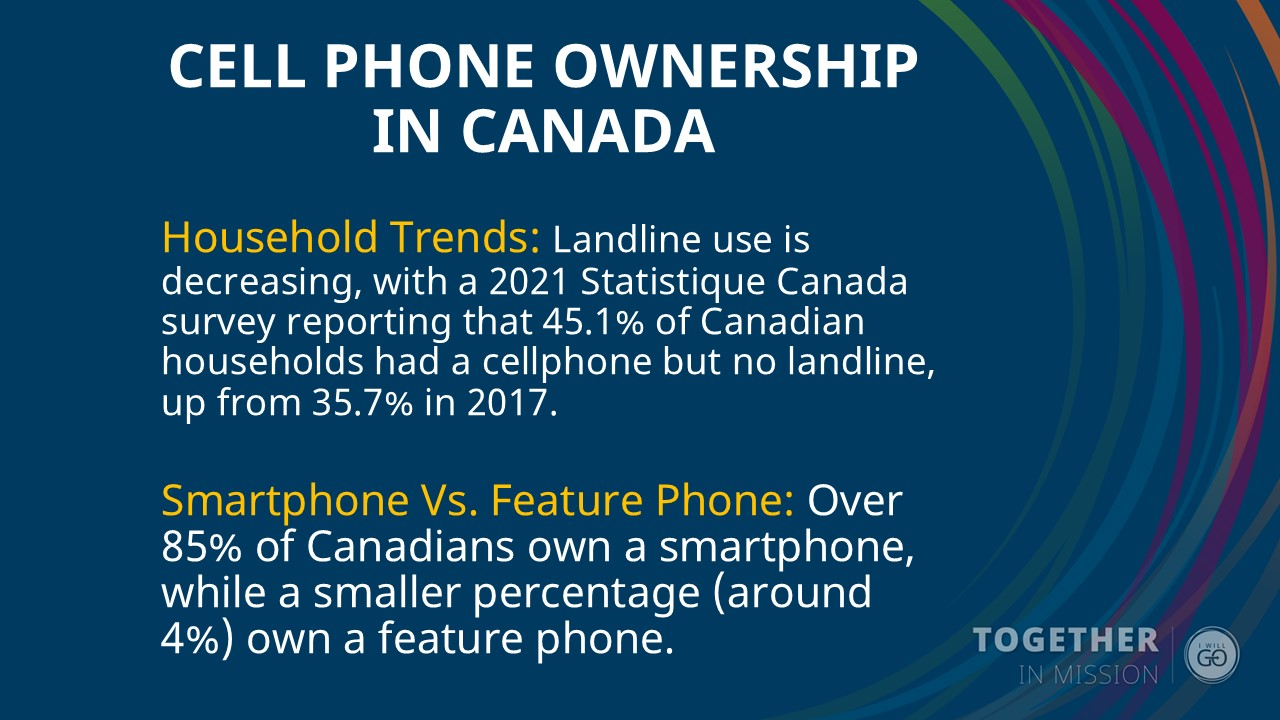 CELL PHONE OWNERSHIP
IN CANADA
Household Trends: Landline use is
decreasing, with a 2021 Statistique Canada
survey reporting that 45.1% of Canadian
households had a cellphone but no landline,
up from 35.7% in 2017.
Smartphone Vs. Feature Phone: Over
85% of Canadians own a smartphone,
while a smaller percentage (around
4%) own a feature phone.
TOGETHER
IN MISSION
I WILL
GO